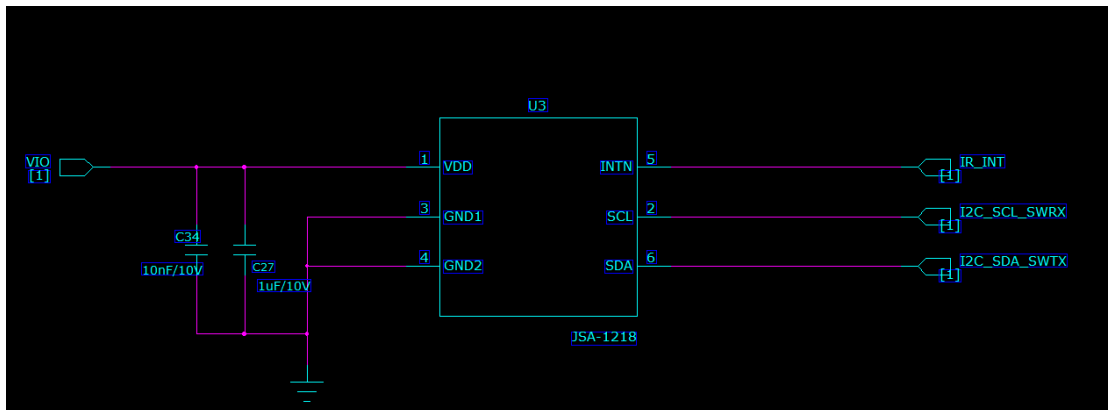 U3
VIO
[1]
1
VDD
INTN
5
IR_INT
[1]
3
GND1
SCL
2
I2C_SCL_SWRX
[1]
C34
10nF/10V
C27
1uF/10V
4
GND2
SDA
6
I2C_SDA_SWTX
[1]
JSA-1218